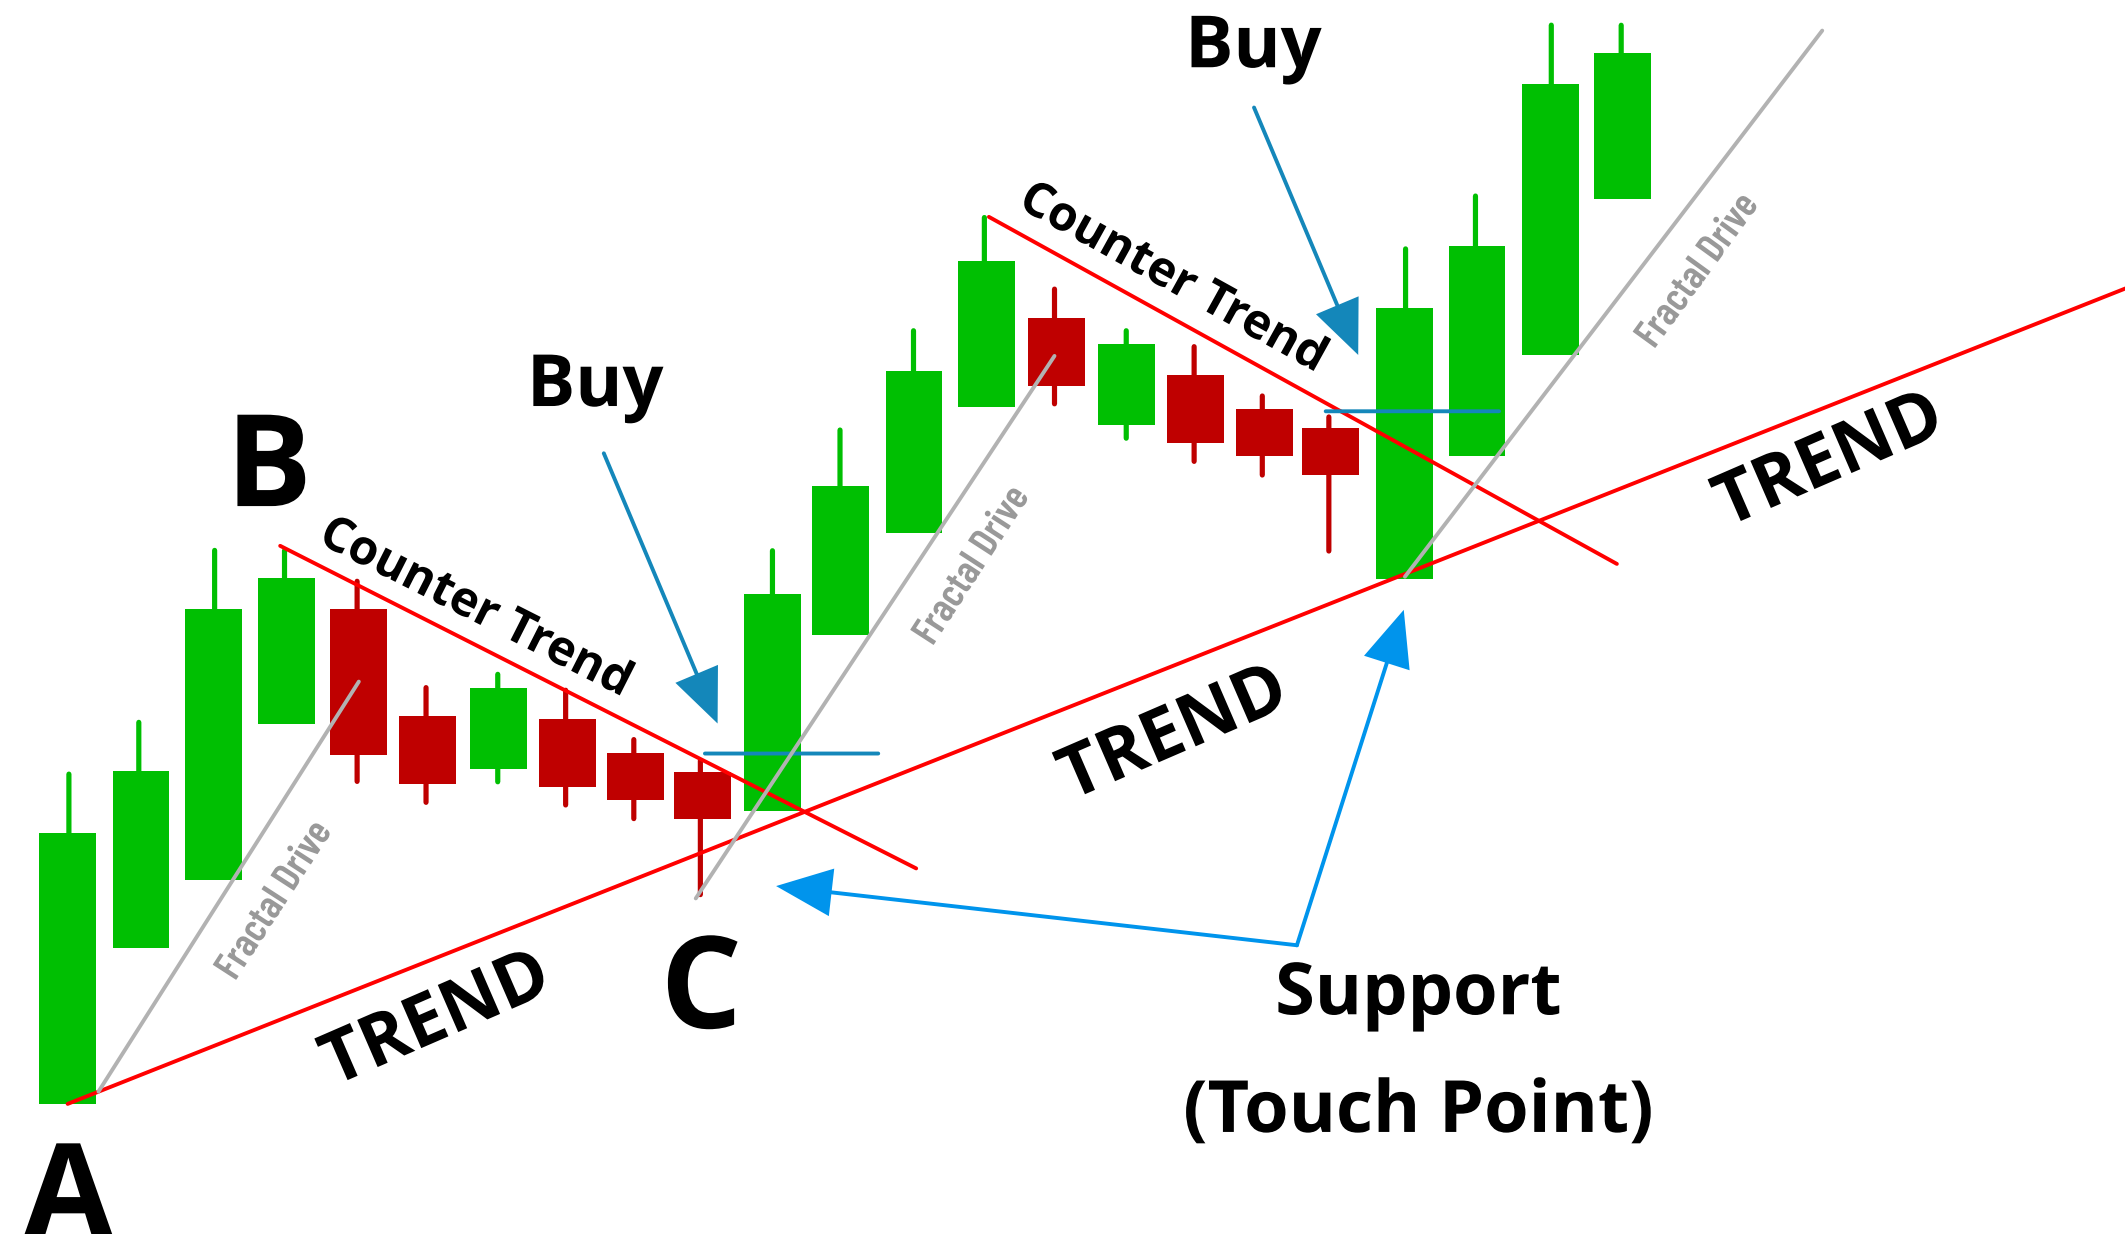 Buy
Counter Trend
Fractal Drive
Buy
B
Counter Trend
TREND
Fractal Drive
TREND
Fractal Drive
TREND
C
Support
(Touch Point)
A